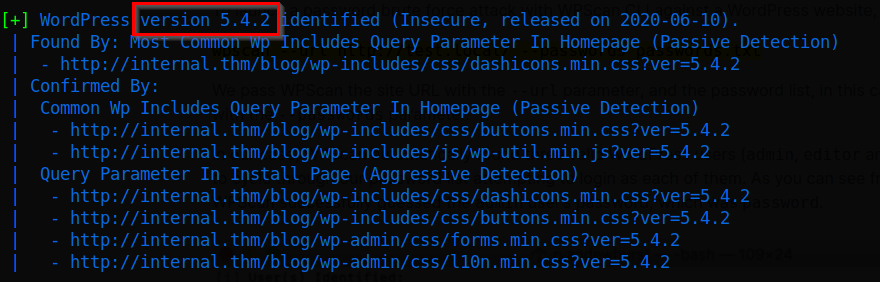 [+] WordPress version 5.4.2 identified (Insecure, released on 2020-06-10).
| Found By: Most Common Wp Includes Query Parameter In Homepage (Passive Detection)
|  - http://internal.thm/blog/wp-includes/css/dashicons.min.css?ver=5.4.2
| Confirmed By:
|  Common Wp Includes Query Parameter In Homepage (Passive Detection)
|   - http://internal.thm/blog/wp-includes/css/buttons.min.css?ver=5.4.2
|   - http://internal.thm/blog/wp-includes/js/wp-util.min.js?ver=5.4.2
|  Query Parameter In Install Page (Aggressive Detection)
|   - http://internal.thm/blog/wp-includes/css/dashicons.min.css?ver=5.4.2
|   - http://internal.thm/blog/wp-includes/css/buttons.min.css?ver=5.4.2
|   - http://internal.thm/blog/wp-admin/css/forms.min.css?ver=5.4.2
|   - http://internal.thm/blog/wp-admin/css/l10n.min.css?ver=5.4.2